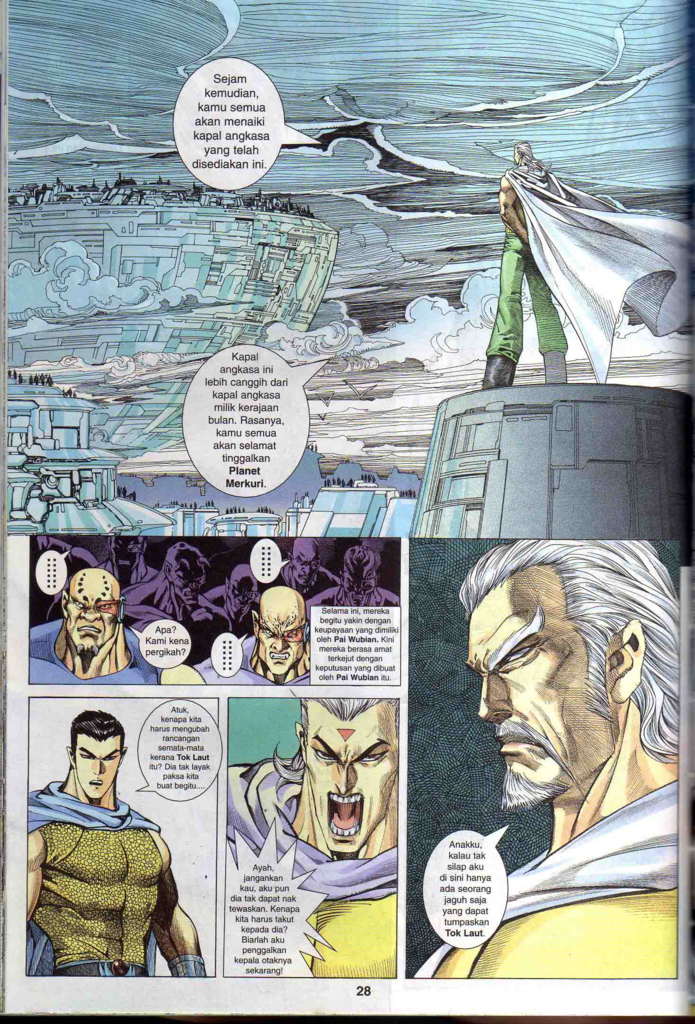 Sejam
kemudian,
kamu semua
akan menaiki
kapal angkasa
yang telah
disediakan ini.
Kapal
angkasa ini
lebih canggih dari
kapal angkasa
milik kerajaan
bulan. Rasanya,
kamu semua
akan selamat
tinggalkan
Planet
Merkuri.
Apa?
Kami kena
pergikah?
Selama ini, mereka
begitu yakin dengan
keupayaan yang dimiliki
oleh Pai Wubian. Kini
mereka berasa amat
terkejut dengan
keputusan yang dibuat
oleh Pai Wubian itu.
Atuk,
kenapa kita
harus mengubah
rancangan
semata-mata
kerana Tok Laut
itu? Dia tak layak
paksa kita
buat begitu....
Ayah,
jangankan
kau, aku pun
dia tak dapat nak
tewaskan. Kenapa
kita harus takut
kepada dia?
Biarlah aku
penggalkan
kepala otaknya
sekarang!
Anakku,
kalau tak
silap aku
di sini hanya
ada seorang
jaguh saja
yang dapat
tumpaskan
Tok Laut.
28